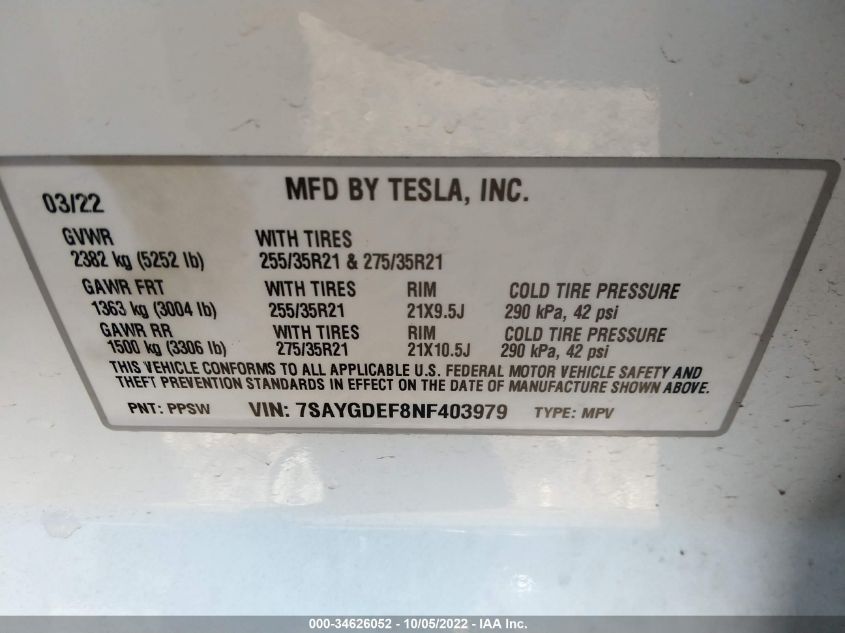 MFD BY TESLA, INC.
03/22
GVWR WITH TIRES
2382 kg (5252 lb) 255/35R21 & 275/35R21
GAWR FRT WITH TIRES RIM COLD TIRE PRESSURE
1363 kg (3004 lb) 255/35R21 21X9.5J 290 kPa, 42 psi
GAWR RR WITH TIRES RIM COLD TIRE PRESSURE
1500 kg (3306 lb) 275/35R21 21X10.5J 290 kPa, 42 psi
THIS VEHICLE CONFORMS TO ALL APPLICABLE U.S. FEDERAL MOTOR VEHICLE SAFETY AND
THEFT PREVENTION STANDARDS IN EFFECT ON THE DATE OF MANUFACTURE SHOWN ABOVE.
PNT: PPSW VIN: 7SAYGDEF8NF403979 TYPE: MPV
000-34626052 - 10/05/2022 - IAA Inc.